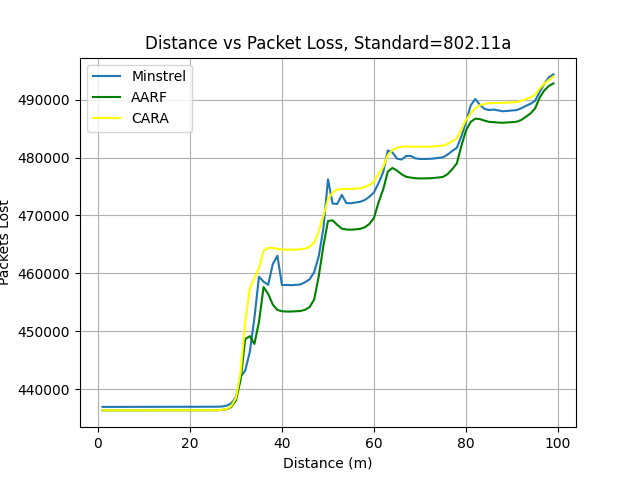 Distance vs Packet Loss, Standard=802.11a
Minstrel
AARF
CARA
490000
480000
470000
460000
450000
440000
Packets Lost
0 20 40 60 80 100
Distance (m)